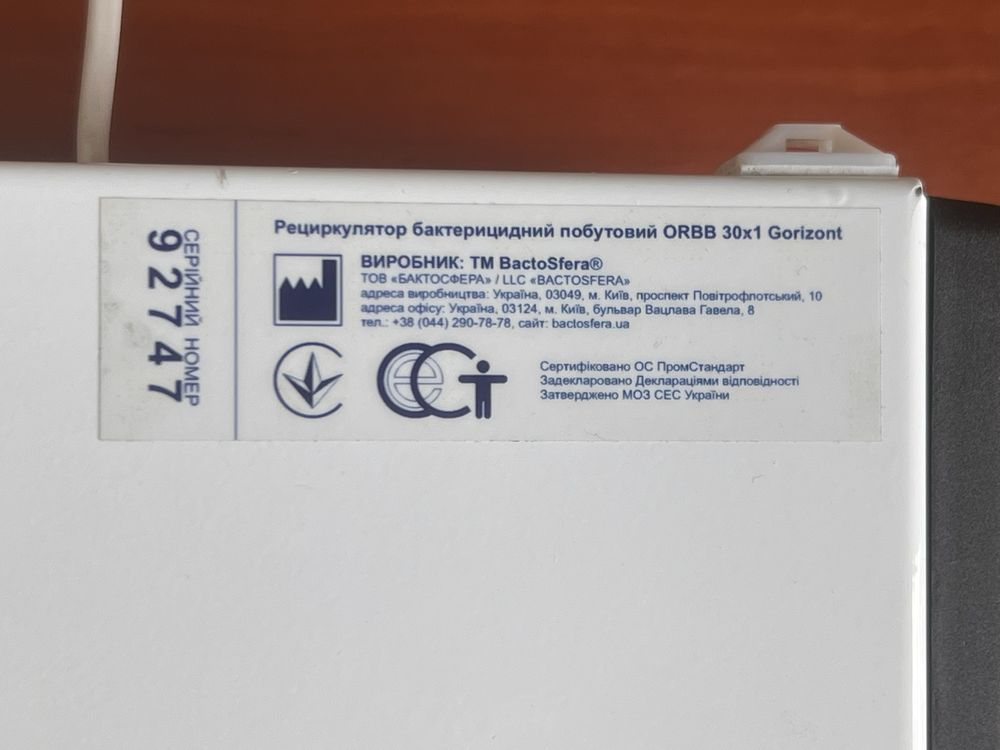 СЕРІЙНИЙ НОМЕР
92747
Рециркулятор бактерицидний побутовий ORBB 30x1 Gorizont
ВИРОБНИК: TM BactoSfera®
ТОВ «БАКТОСФЕРА» / LLC «BACTOSFERA»
адреса виробництва: Україна, 03049, м. Київ, проспект Повітрофлотський, 10
адреса офісу: Україна, 03124, м. Київ, бульвар Вацлава Гавела, 8
тел.: +38 (044) 290-78-78, сайт: bactosfera.ua
Сертифіковано ОС ПромСтандарт
Задекларовано Деклараціями відповідності
Затверджено МОЗ СЕС України